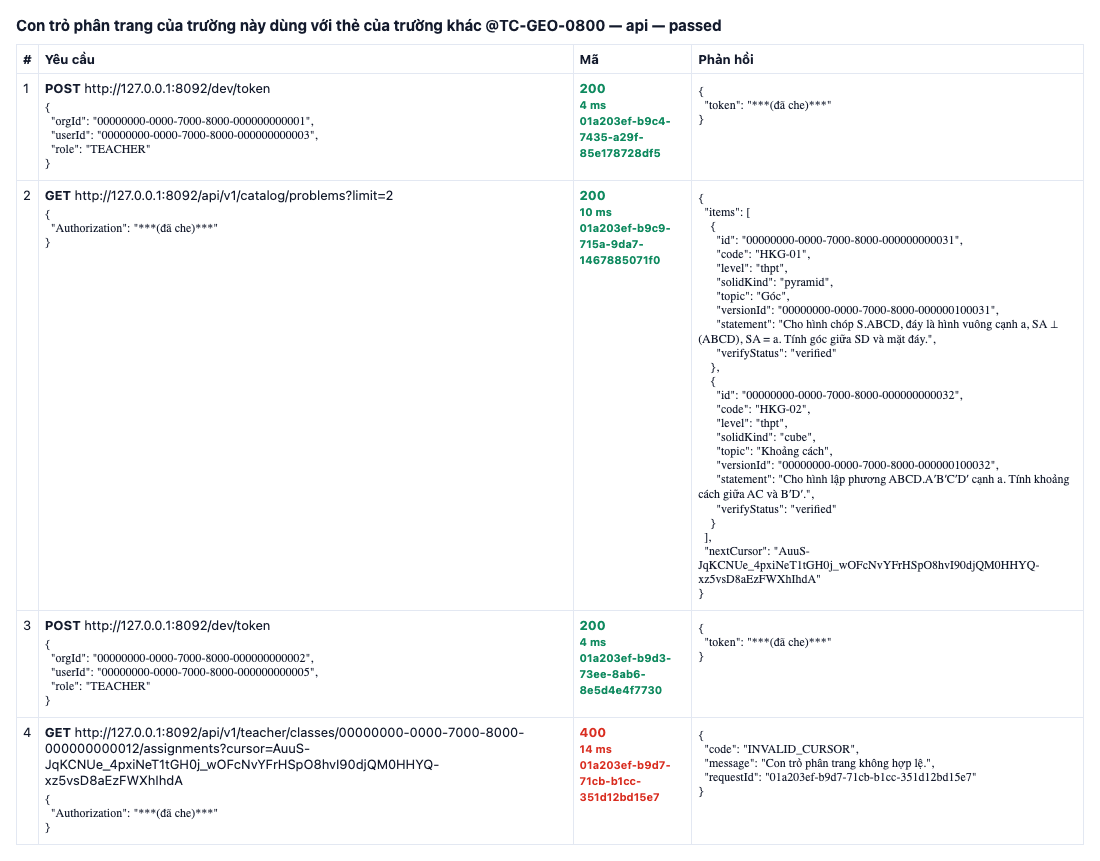 Con trỏ phân trang của trường này dùng với thẻ của trường khác @TC-GEO-0800 — api — passed
# Yêu cầu Mã Phản hồi
1 POST http://127.0.0.1:8092/dev/token
{
"orgId": "00000000-0000-7000-8000-000000000001",
"userId": "00000000-0000-7000-8000-000000000003",
"role": "TEACHER"
}
200
4 ms
01a203ef-b9c4-
7435-a29f-
85e178728df5
{
"token": "***(đã che)***"
}
2 GET http://127.0.0.1:8092/api/v1/catalog/problems?limit=2
{
"Authorization": "***(đã che)***"
}
200
10 ms
01a203ef-b9c9-
715a-9da7-
1467885071f0
{
"items": [
{
"id": "00000000-0000-7000-8000-000000000031",
"code": "HKG-01",
"level": "thpt",
"solidKind": "pyramid",
"topic": "Góc",
"versionId": "00000000-0000-7000-8000-000000100031",
"statement": "Cho hình chóp S.ABCD, đáy là hình vuông cạnh a, SA ⊥
(ABCD), SA = a. Tính góc giữa SD và mặt đáy.",
"verifyStatus": "verified"
},
{
"id": "00000000-0000-7000-8000-000000000032",
"code": "HKG-02",
"level": "thpt",
"solidKind": "cube",
"topic": "Khoảng cách",
"versionId": "00000000-0000-7000-8000-000000100032",
"statement": "Cho hình lập phương ABCD.A′B′C′D′ cạnh a. Tính khoảng
cách giữa AC và B′D′.",
"verifyStatus": "verified"
}
],
"nextCursor": "AuuS-
JqKCNUe_4pxiNeT1tGH0j_wOFcNvYFrHSpO8hvI90djQM0HHYQ-
xz5vsD8aEzFWXhIhdA"
}
3 POST http://127.0.0.1:8092/dev/token
{
"orgId": "00000000-0000-7000-8000-000000000002",
"userId": "00000000-0000-7000-8000-000000000005",
"role": "TEACHER"
}
200
4 ms
01a203ef-b9d3-
73ee-8ab6-
8e5d4e4f7730
{
"token": "***(đã che)***"
}
4 GET http://127.0.0.1:8092/api/v1/teacher/classes/00000000-0000-7000-8000-
000000000012/assignments?cursor=AuuS-
JqKCNUe_4pxiNeT1tGH0j_wOFcNvYFrHSpO8hvI90djQM0HHYQ-
xz5vsD8aEzFWXhIhdA
{
"Authorization": "***(đã che)***"
}
400
14 ms
01a203ef-b9d7-
71cb-b1cc-
351d12bd15e7
{
"code": "INVALID_CURSOR",
"message": "Con trỏ phân trang không hợp lệ.",
"requestId": "01a203ef-b9d7-71cb-b1cc-351d12bd15e7"
}